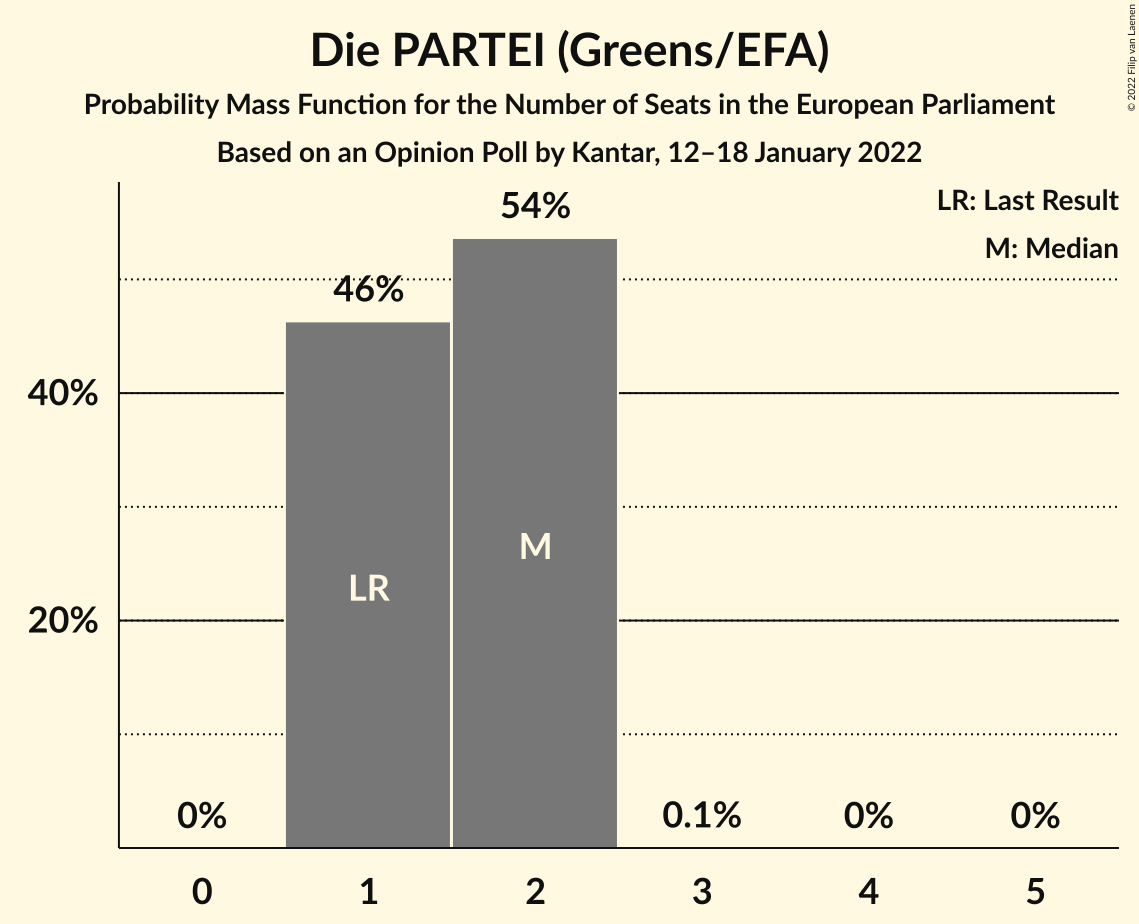 Die PARTEI (Greens/EFA)
Probability Mass Function for the Number of Seats in the European Parliament
Based on an Opinion Poll by Kantar, 12–18 January 2022
© 2022 Filip van Laenen
LR: Last Result
M: Median
54%
46%
40%
20%
M
LR
0%
0.1%
0%
0%
0 1 2 3 4 5